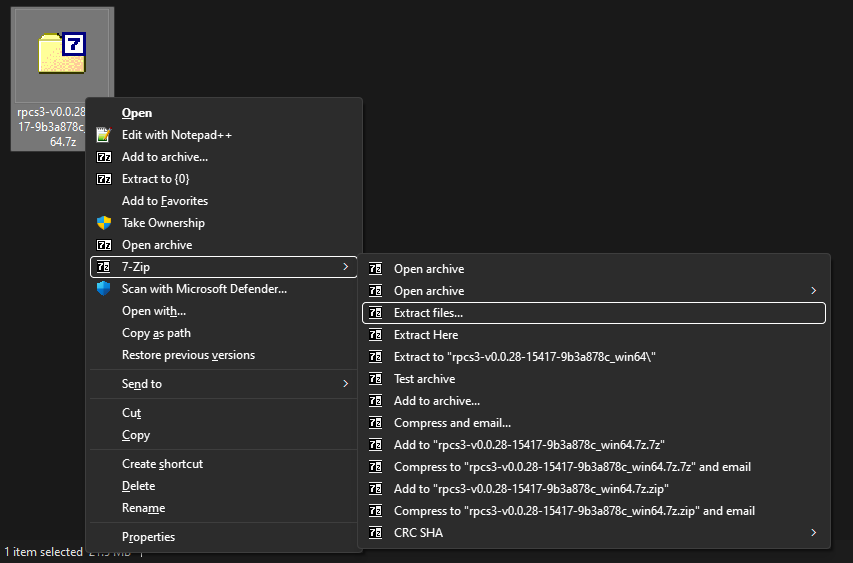 rpcs3-v0.0.28
17-9b3a878c_
64.7z
Open
Edit with Notepad++
Add to archive...
Extract to {0}
Add to Favorites
Take Ownership
Open archive
7-Zip
Scan with Microsoft Defender...
Open with...
Copy as path
Restore previous versions
Send to
Cut
Copy
Create shortcut
Delete
Rename
Properties
Open archive
Open archive
Extract files...
Extract Here
Extract to "rpcs3-v0.0.28-15417-9b3a878c_win64\"
Test archive
Add to archive...
Compress and email...
Add to "rpcs3-v0.0.28-15417-9b3a878c_win64.7z.7z"
Compress to "rpcs3-v0.0.28-15417-9b3a878c_win64.7z.7z" and email
Add to "rpcs3-v0.0.28-15417-9b3a878c_win64.7z.zip"
Compress to "rpcs3-v0.0.28-15417-9b3a878c_win64.7z.zip" and email
CRC SHA
1 item selected